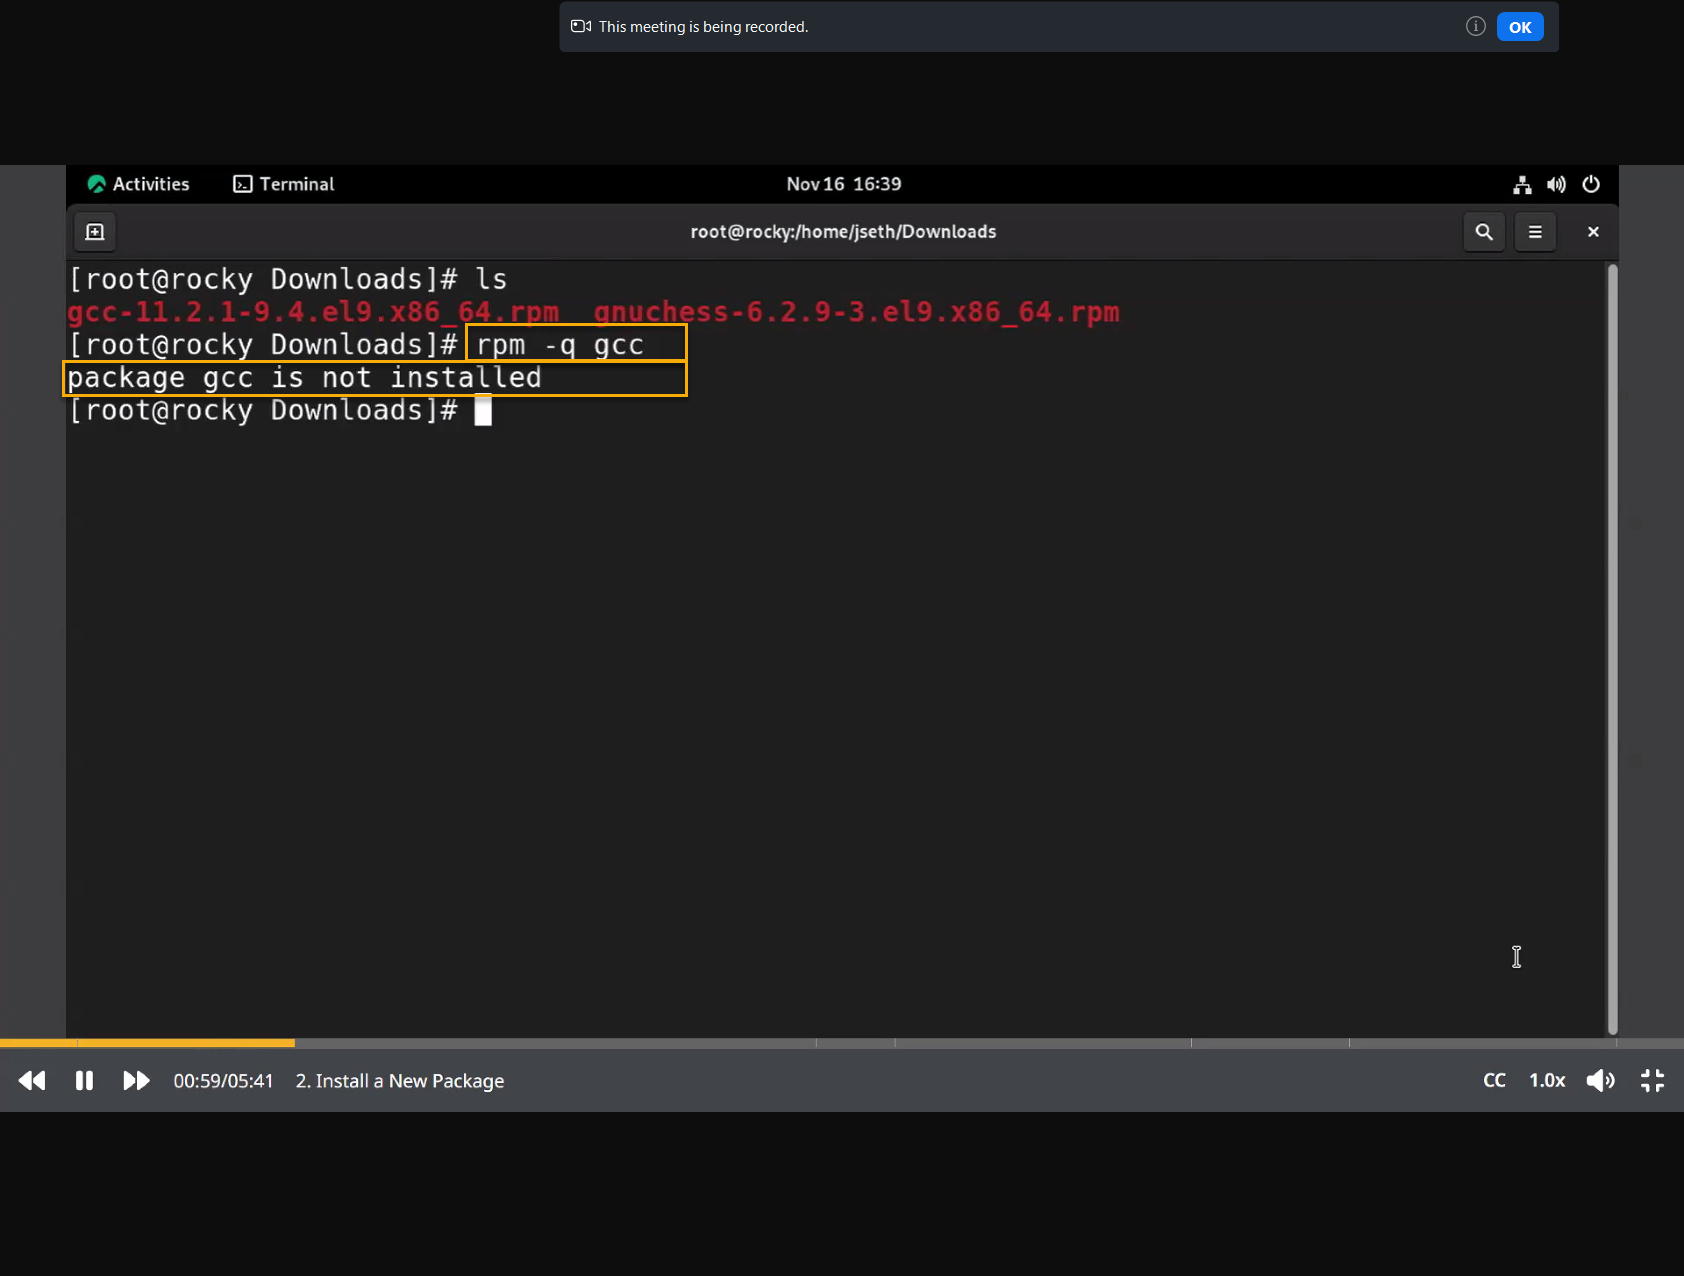 This meeting is being recorded.
OK
Activities
Terminal
Nov 16 16:39
root@rocky:/home/jseth/Downloads
[root@rocky Downloads]# ls
gcc-11.2.1-9.4.el9.x86_64.rpm  gnuchess-6.2.9-3.el9.x86_64.rpm
[root@rocky Downloads]# rpm -q gcc
package gcc is not installed
[root@rocky Downloads]#
00:59/05:41
2. Install a New Package
CC
1.0x